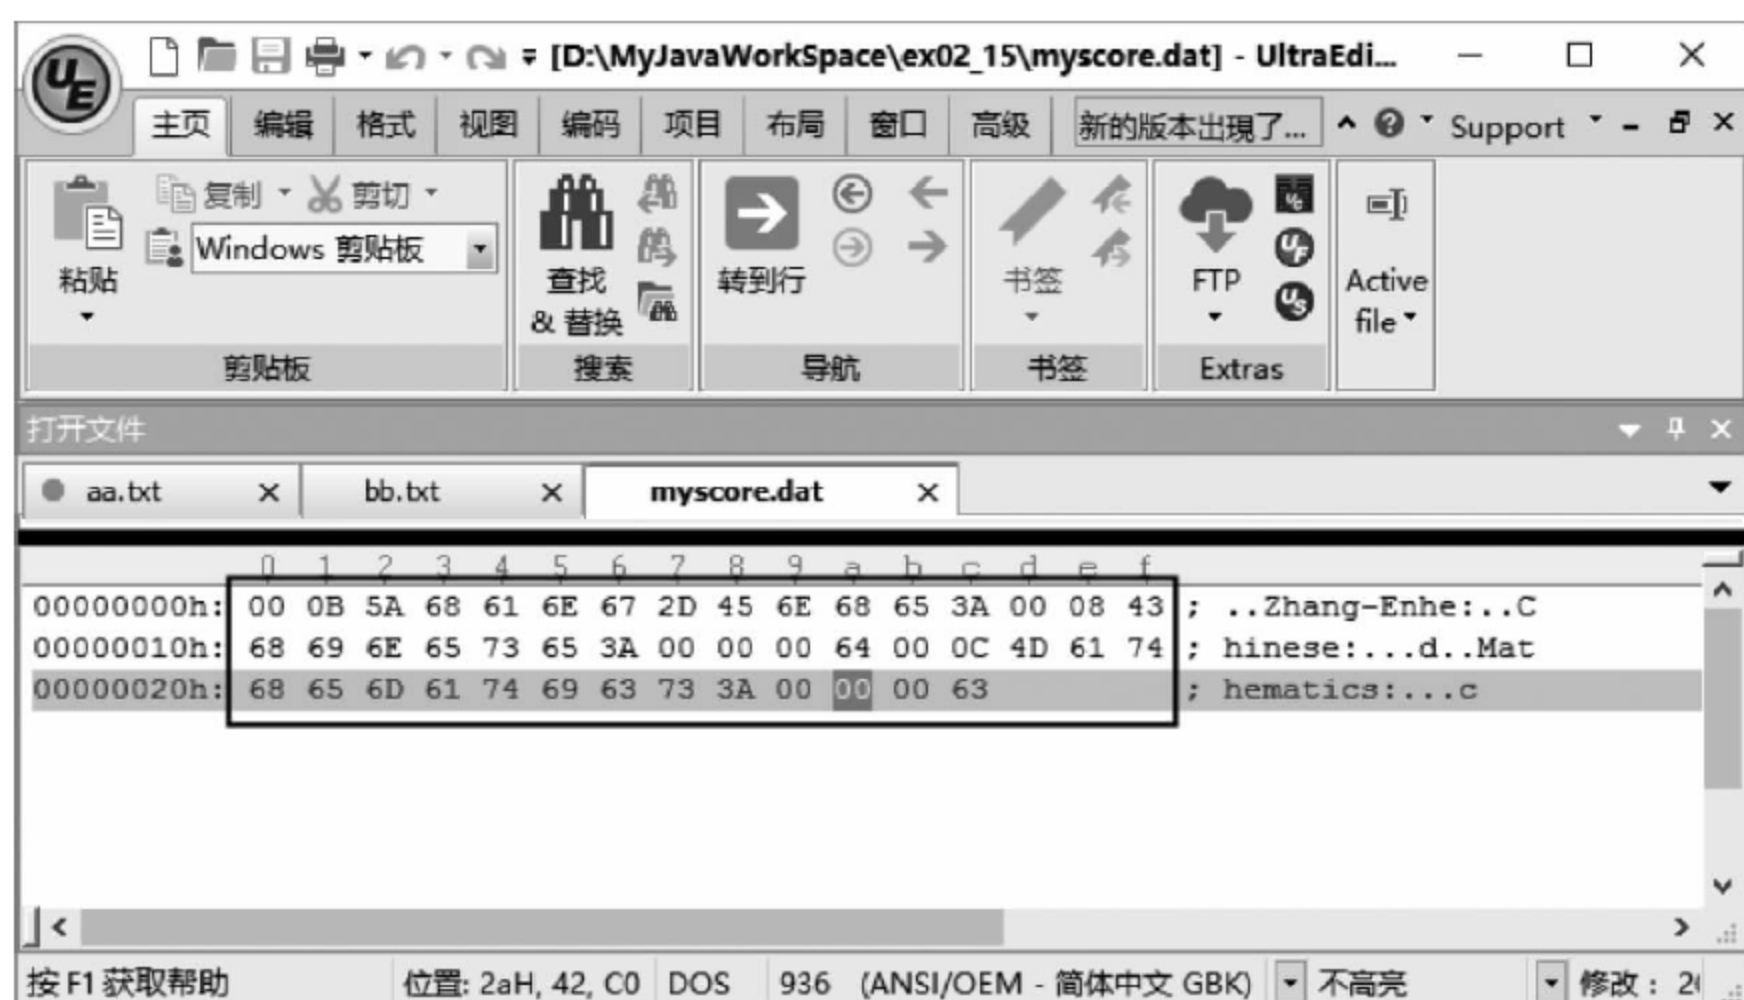 [D:\MyJavaWorkSpace\ex02_15\myscore.dat] - UltraEdi...
主页 编辑 格式 视图 编码 项目 布局 窗口 高级 新的版本出現了... Support
复制 剪切
Windows 剪贴板
粘贴 查找 转到行 书签 FTP Active
& 替换 file
剪贴板 搜索 导航 书签 Extras
打开文件
aa.txt bb.txt myscore.dat
0 1 2 3 4 5 6 7 8 9 a b c d e f
00000000h: 00 0B 5A 68 61 6E 67 2D 45 6E 68 65 3A 00 08 43 ; ..Zhang-Enhe:..C
00000010h: 68 69 6E 65 73 65 3A 00 00 00 64 00 0C 4D 61 74 ; hinese:...d..Mat
00000020h: 68 65 6D 61 74 69 63 73 3A 00 00 00 63 ; hematics:...c
按 F1 获取帮助 位置: 2aH, 42, C0 DOS 936 (ANSI/OEM - 简体中文 GBK) 不高亮 修改: